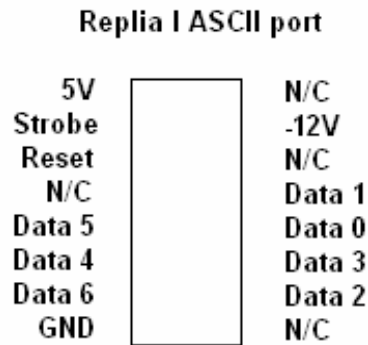 Replia I ASCII port
5V N/C
Strobe -12V
Reset N/C
N/C Data 1
Data 5 Data 0
Data 4 Data 3
Data 6 Data 2
GND N/C